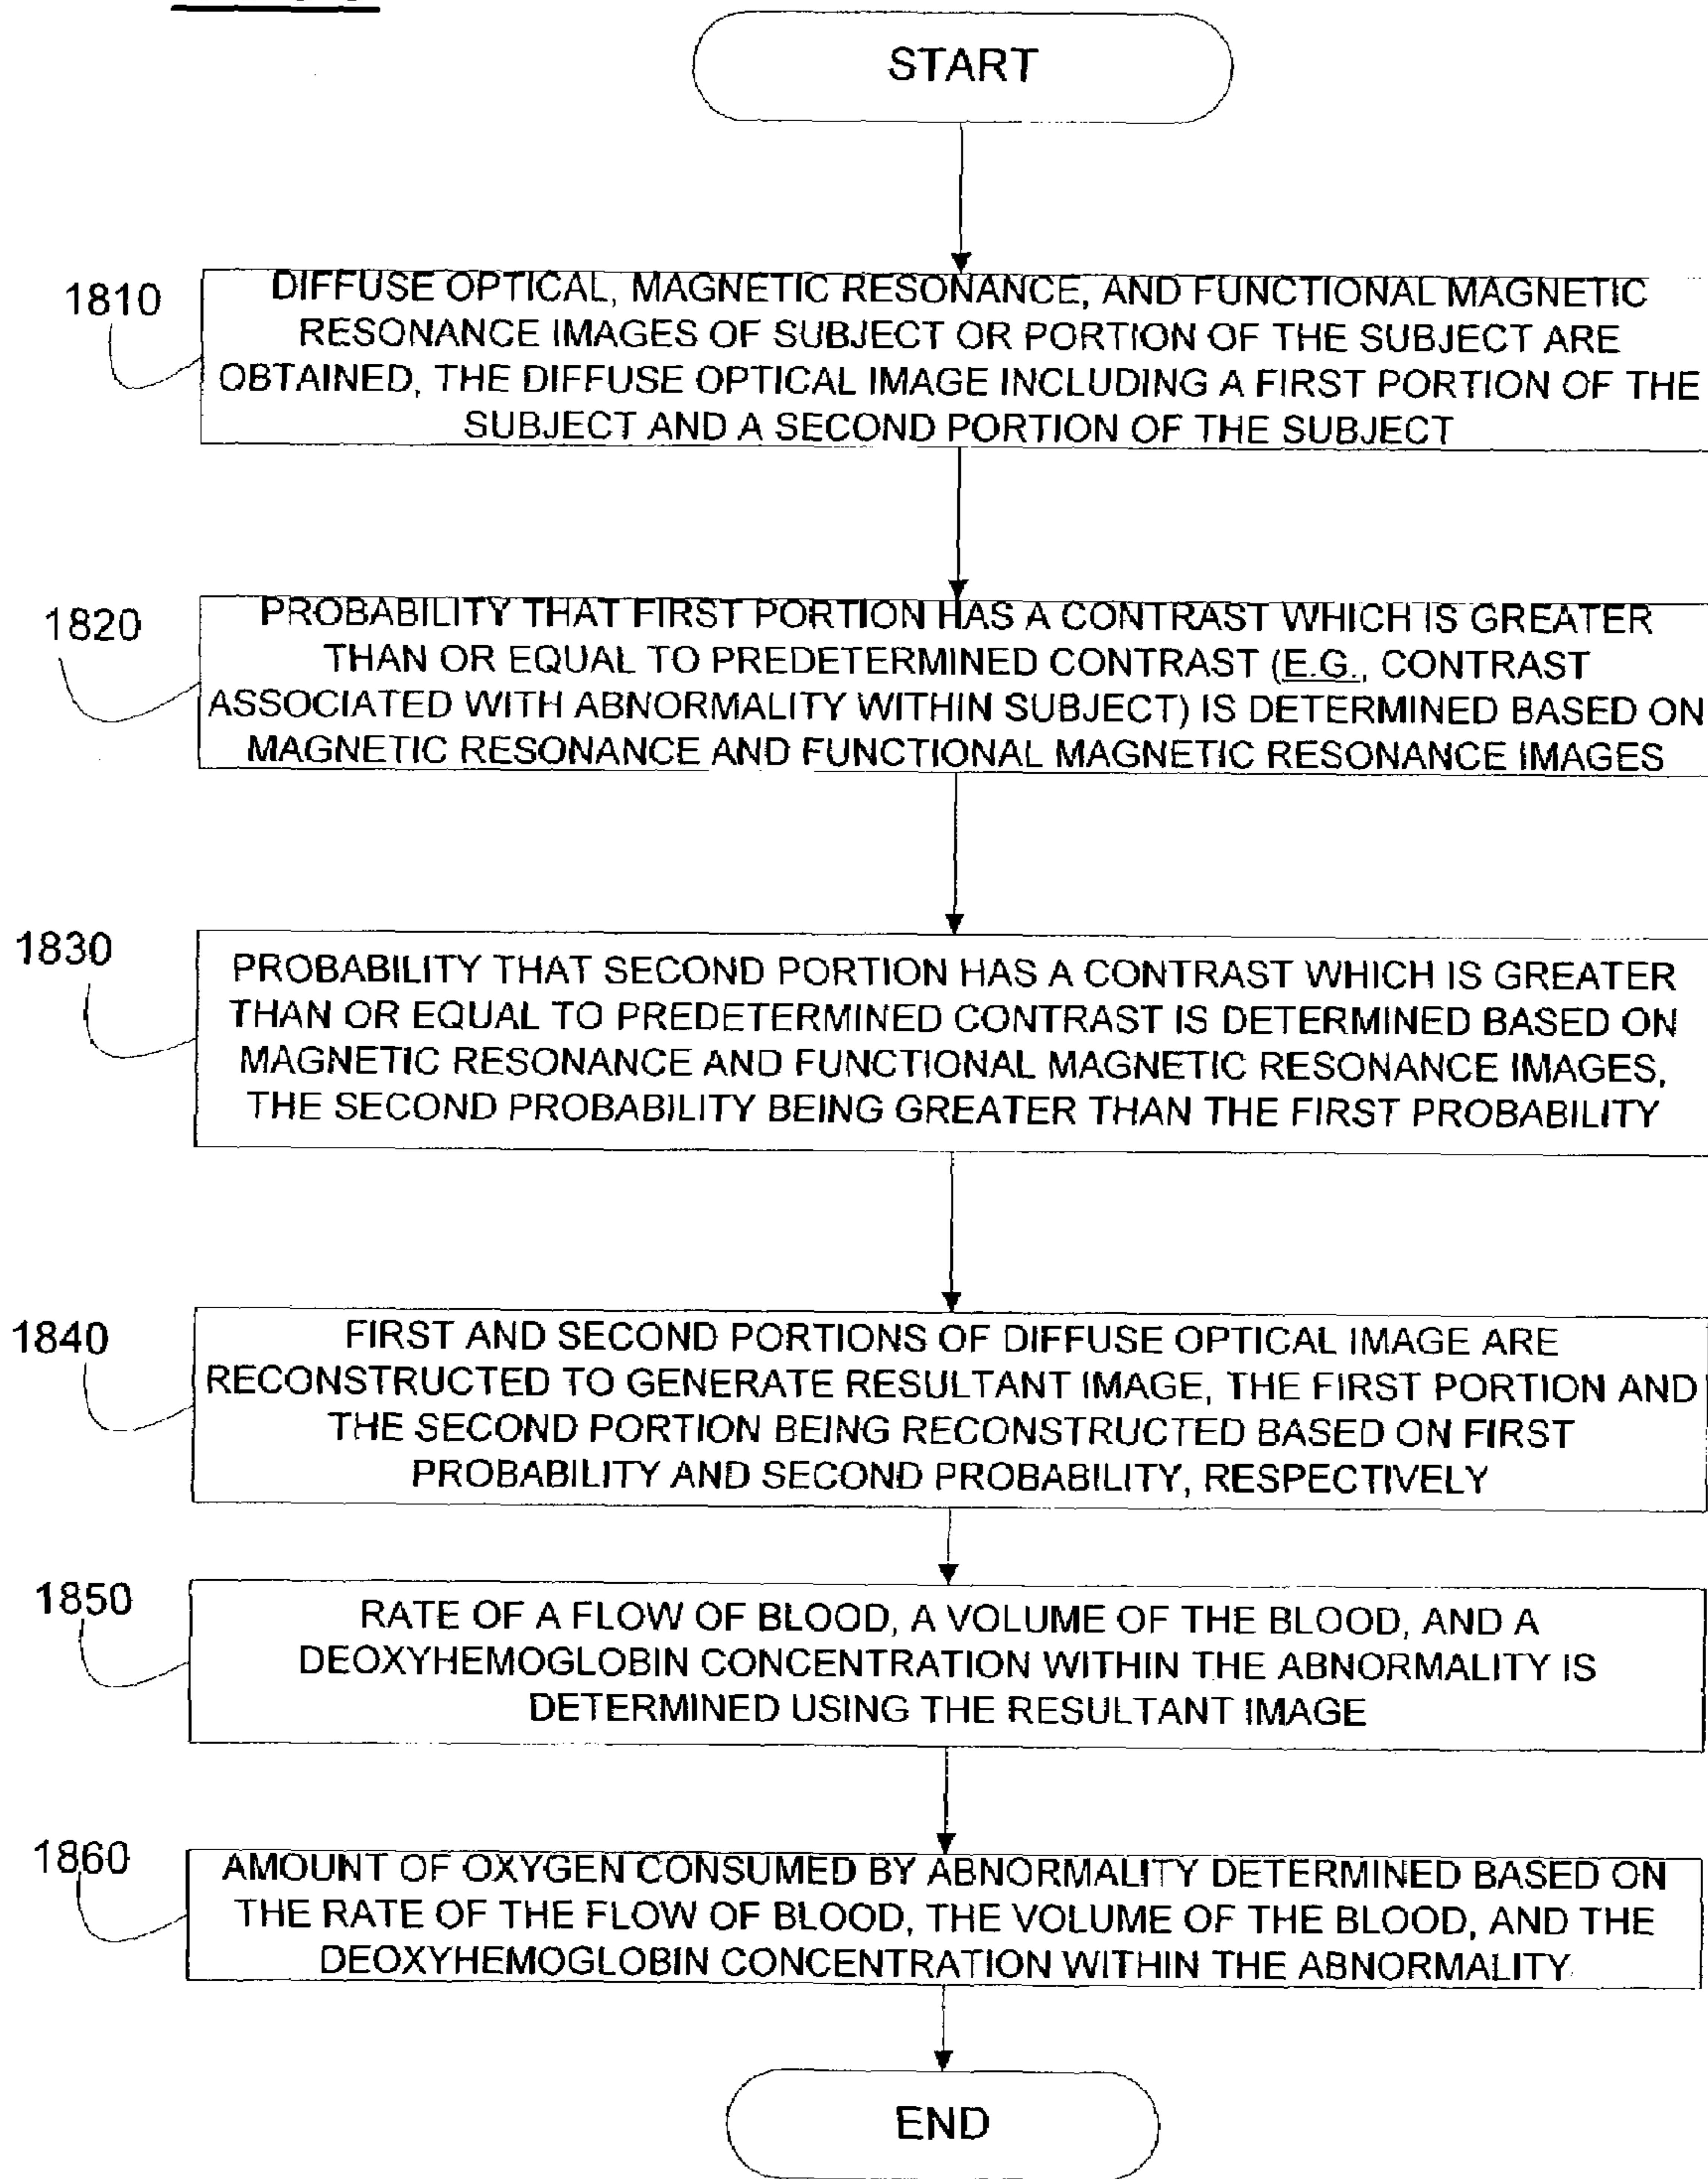 START
1810
DIFFUSE OPTICAL, MAGNETIC RESONANCE, AND FUNCTIONAL MAGNETIC
RESONANCE IMAGES OF SUBJECT OR PORTION OF THE SUBJECT ARE
OBTAINED, THE DIFFUSE OPTICAL IMAGE INCLUDING A FIRST PORTION OF THE
SUBJECT AND A SECOND PORTION OF THE SUBJECT
1820
PROBABILITY THAT FIRST PORTION HAS A CONTRAST WHICH IS GREATER
THAN OR EQUAL TO PREDETERMINED CONTRAST (E.G., CONTRAST
ASSOCIATED WITH ABNORMALITY WITHIN SUBJECT) IS DETERMINED BASED ON
MAGNETIC RESONANCE AND FUNCTIONAL MAGNETIC RESONANCE IMAGES
1830
PROBABILITY THAT SECOND PORTION HAS A CONTRAST WHICH IS GREATER
THAN OR EQUAL TO PREDETERMINED CONTRAST IS DETERMINED BASED ON
MAGNETIC RESONANCE AND FUNCTIONAL MAGNETIC RESONANCE IMAGES,
THE SECOND PROBABILITY BEING GREATER THAN THE FIRST PROBABILITY
1840
FIRST AND SECOND PORTIONS OF DIFFUSE OPTICAL IMAGE ARE
RECONSTRUCTED TO GENERATE RESULTANT IMAGE, THE FIRST PORTION AND
THE SECOND PORTION BEING RECONSTRUCTED BASED ON FIRST
PROBABILITY AND SECOND PROBABILITY, RESPECTIVELY
1850
RATE OF A FLOW OF BLOOD, A VOLUME OF THE BLOOD, AND A
DEOXYHEMOGLOBIN CONCENTRATION WITHIN THE ABNORMALITY IS
DETERMINED USING THE RESULTANT IMAGE
1860
AMOUNT OF OXYGEN CONSUMED BY ABNORMALITY DETERMINED BASED ON
THE RATE OF THE FLOW OF BLOOD, THE VOLUME OF THE BLOOD, AND THE
DEOXYHEMOGLOBIN CONCENTRATION WITHIN THE ABNORMALITY
END